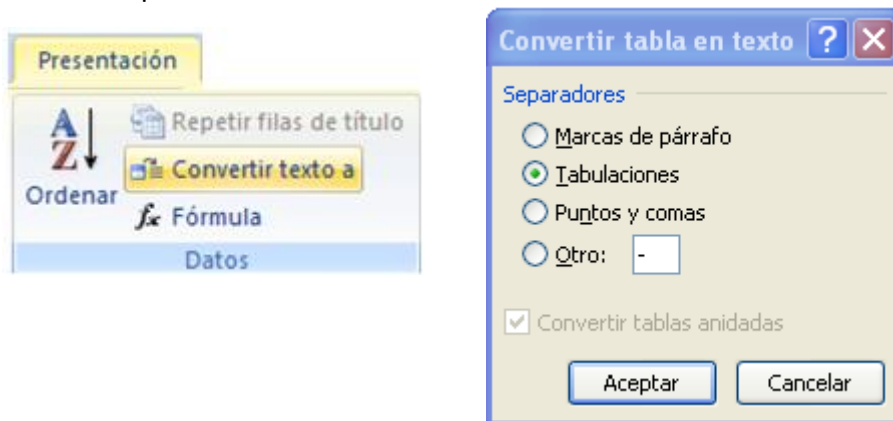 Presentación
Repetir filas de título
Convertir texto a
Ordenar
Fórmula
Datos
Convertir tabla en texto
Separadores
Marcas de párrafo
Tabulaciones
Puntos y comas
Otro: -
Convertir tablas anidadas
Aceptar Cancelar